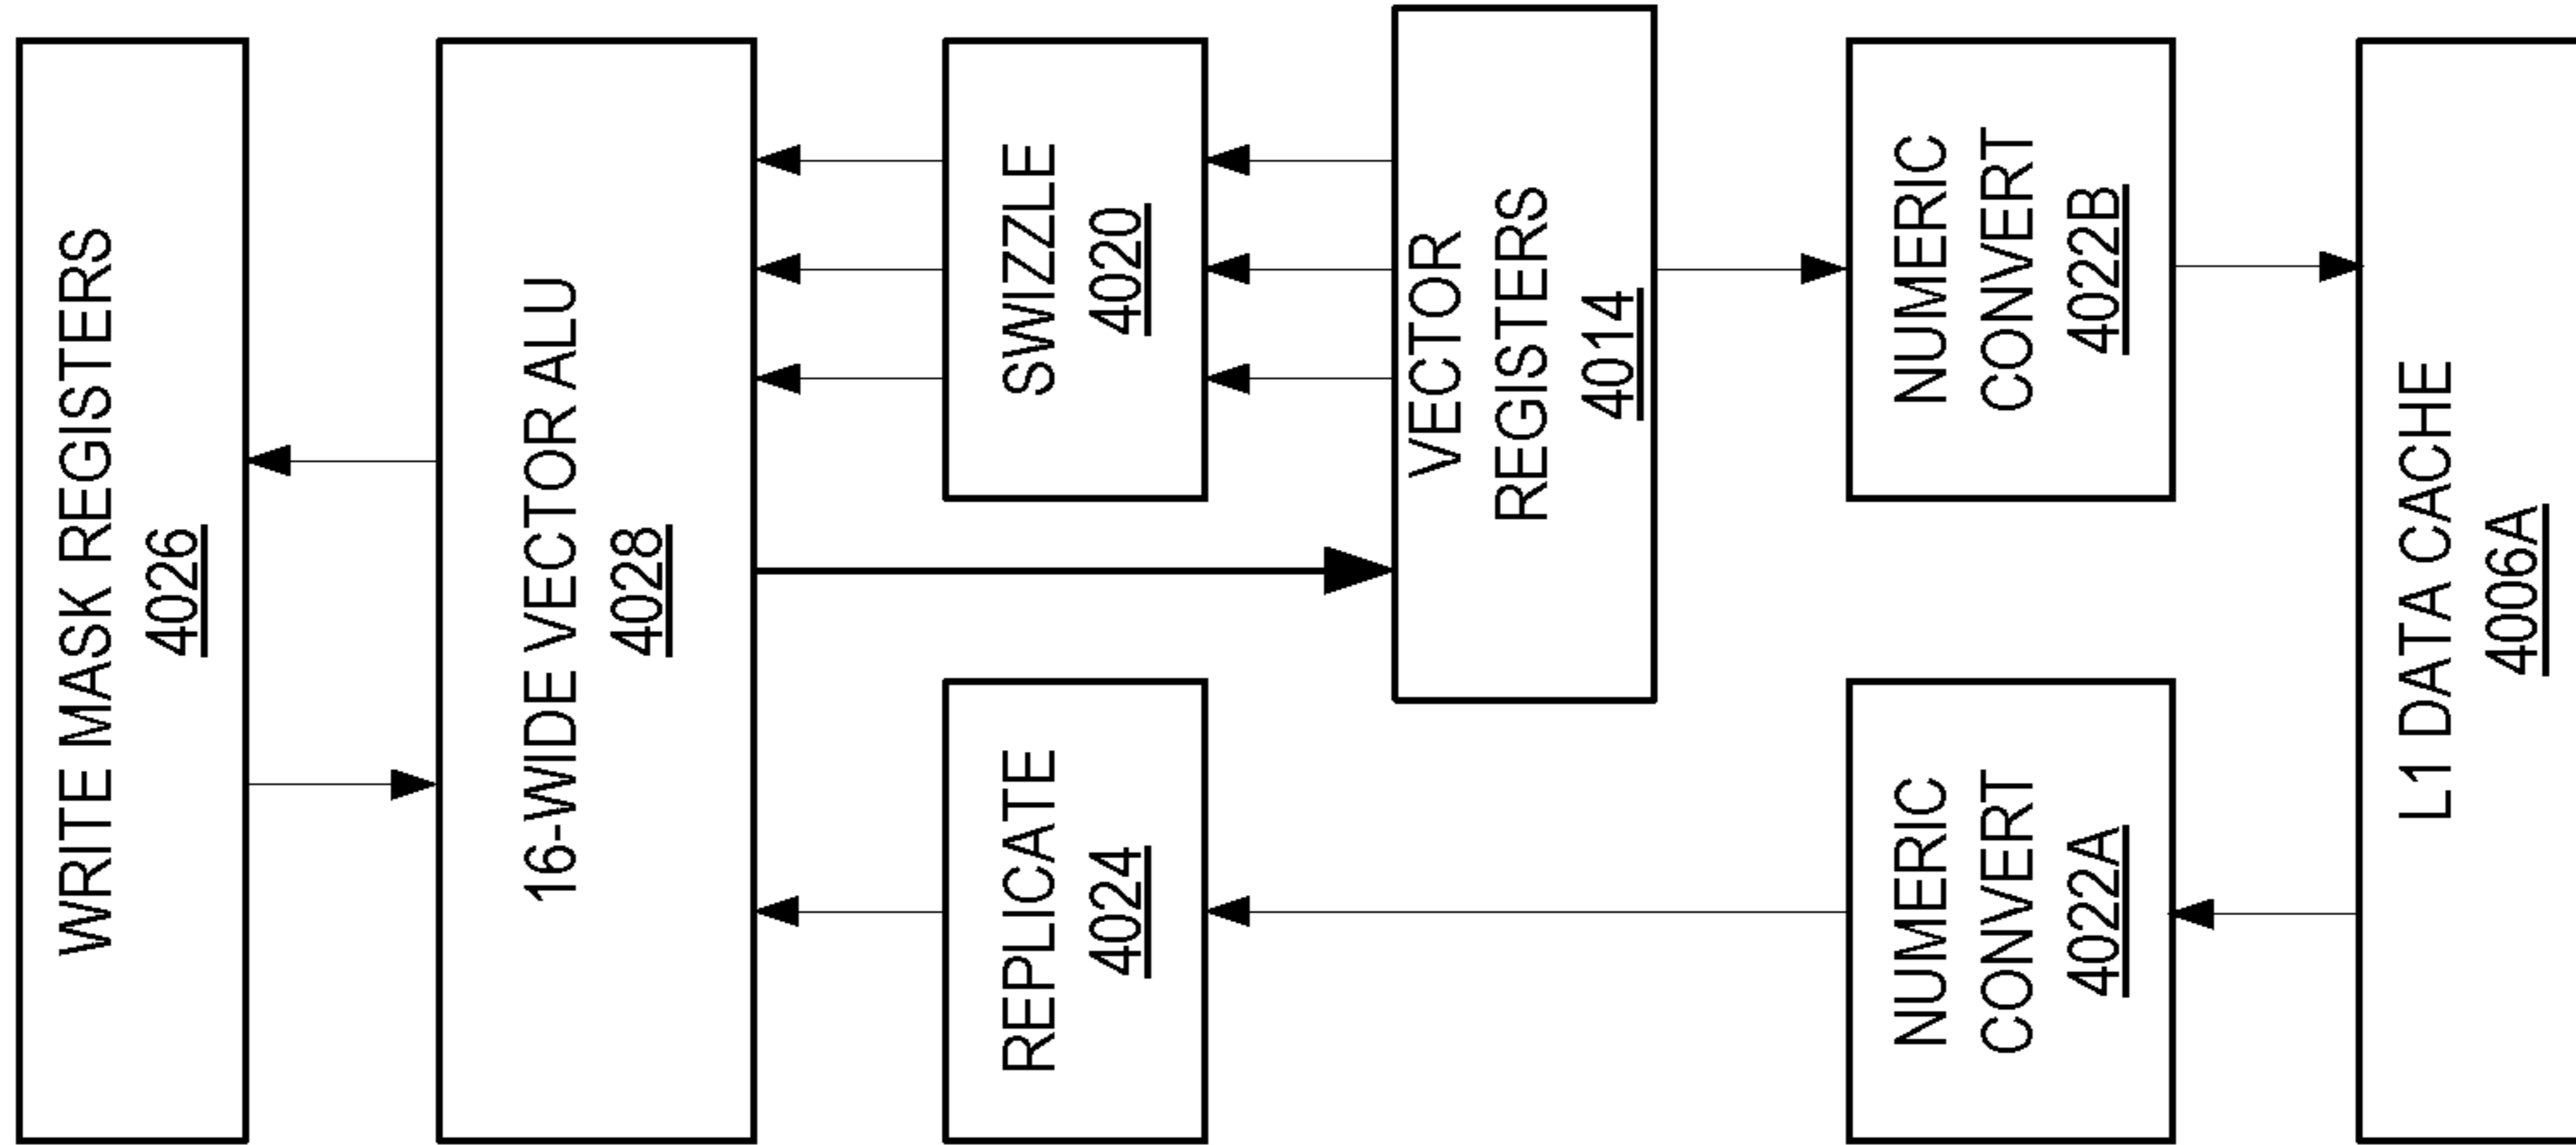 WRITE MASK REGISTERS
4026
16-WIDE VECTOR ALU
4028
REPLICATE
4024
SWIZZLE
4020
VECTOR
REGISTERS
4014
NUMERIC
CONVERT
4022A
NUMERIC
CONVERT
4022B
L1 DATA CACHE
4006A